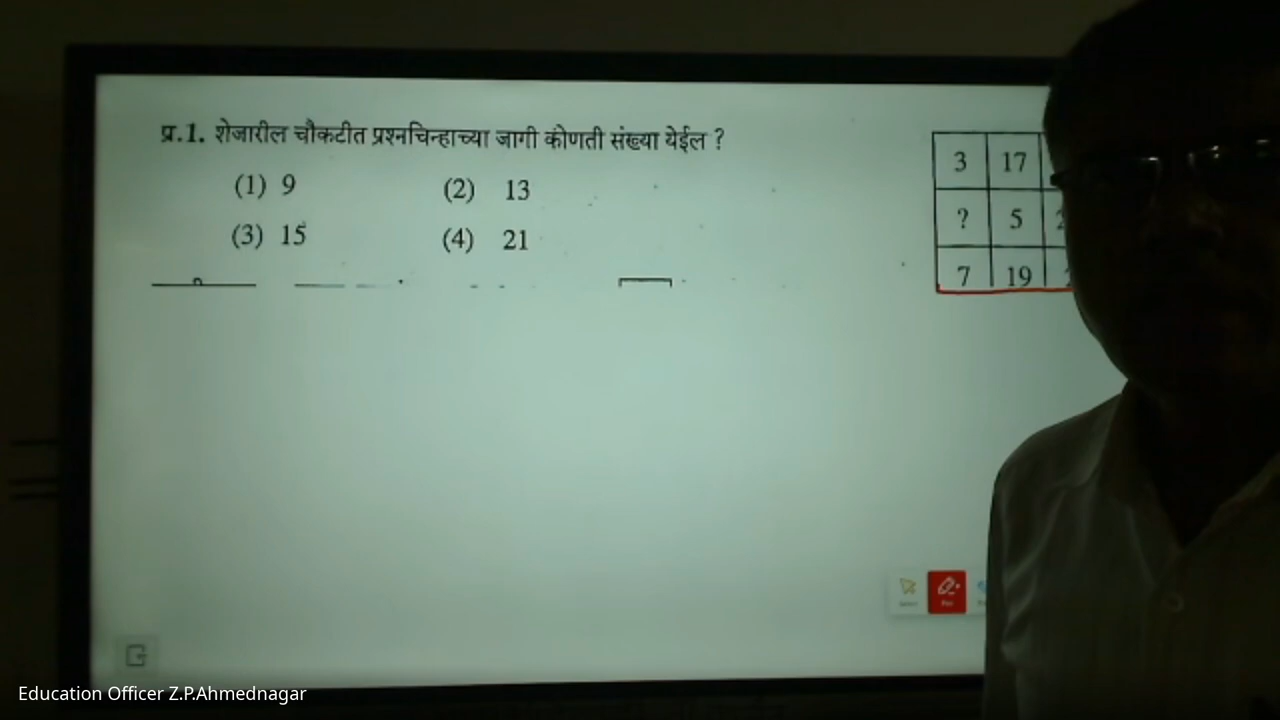 प्र.1. शेजारील चौकटीत प्रश्नचिन्हाच्या जागी कोणती संख्या येईल ?
(1) 9 (2) 13
(3) 15 (4) 21
3 17
? 5
7 19
Education Officer Z.P.Ahmednagar